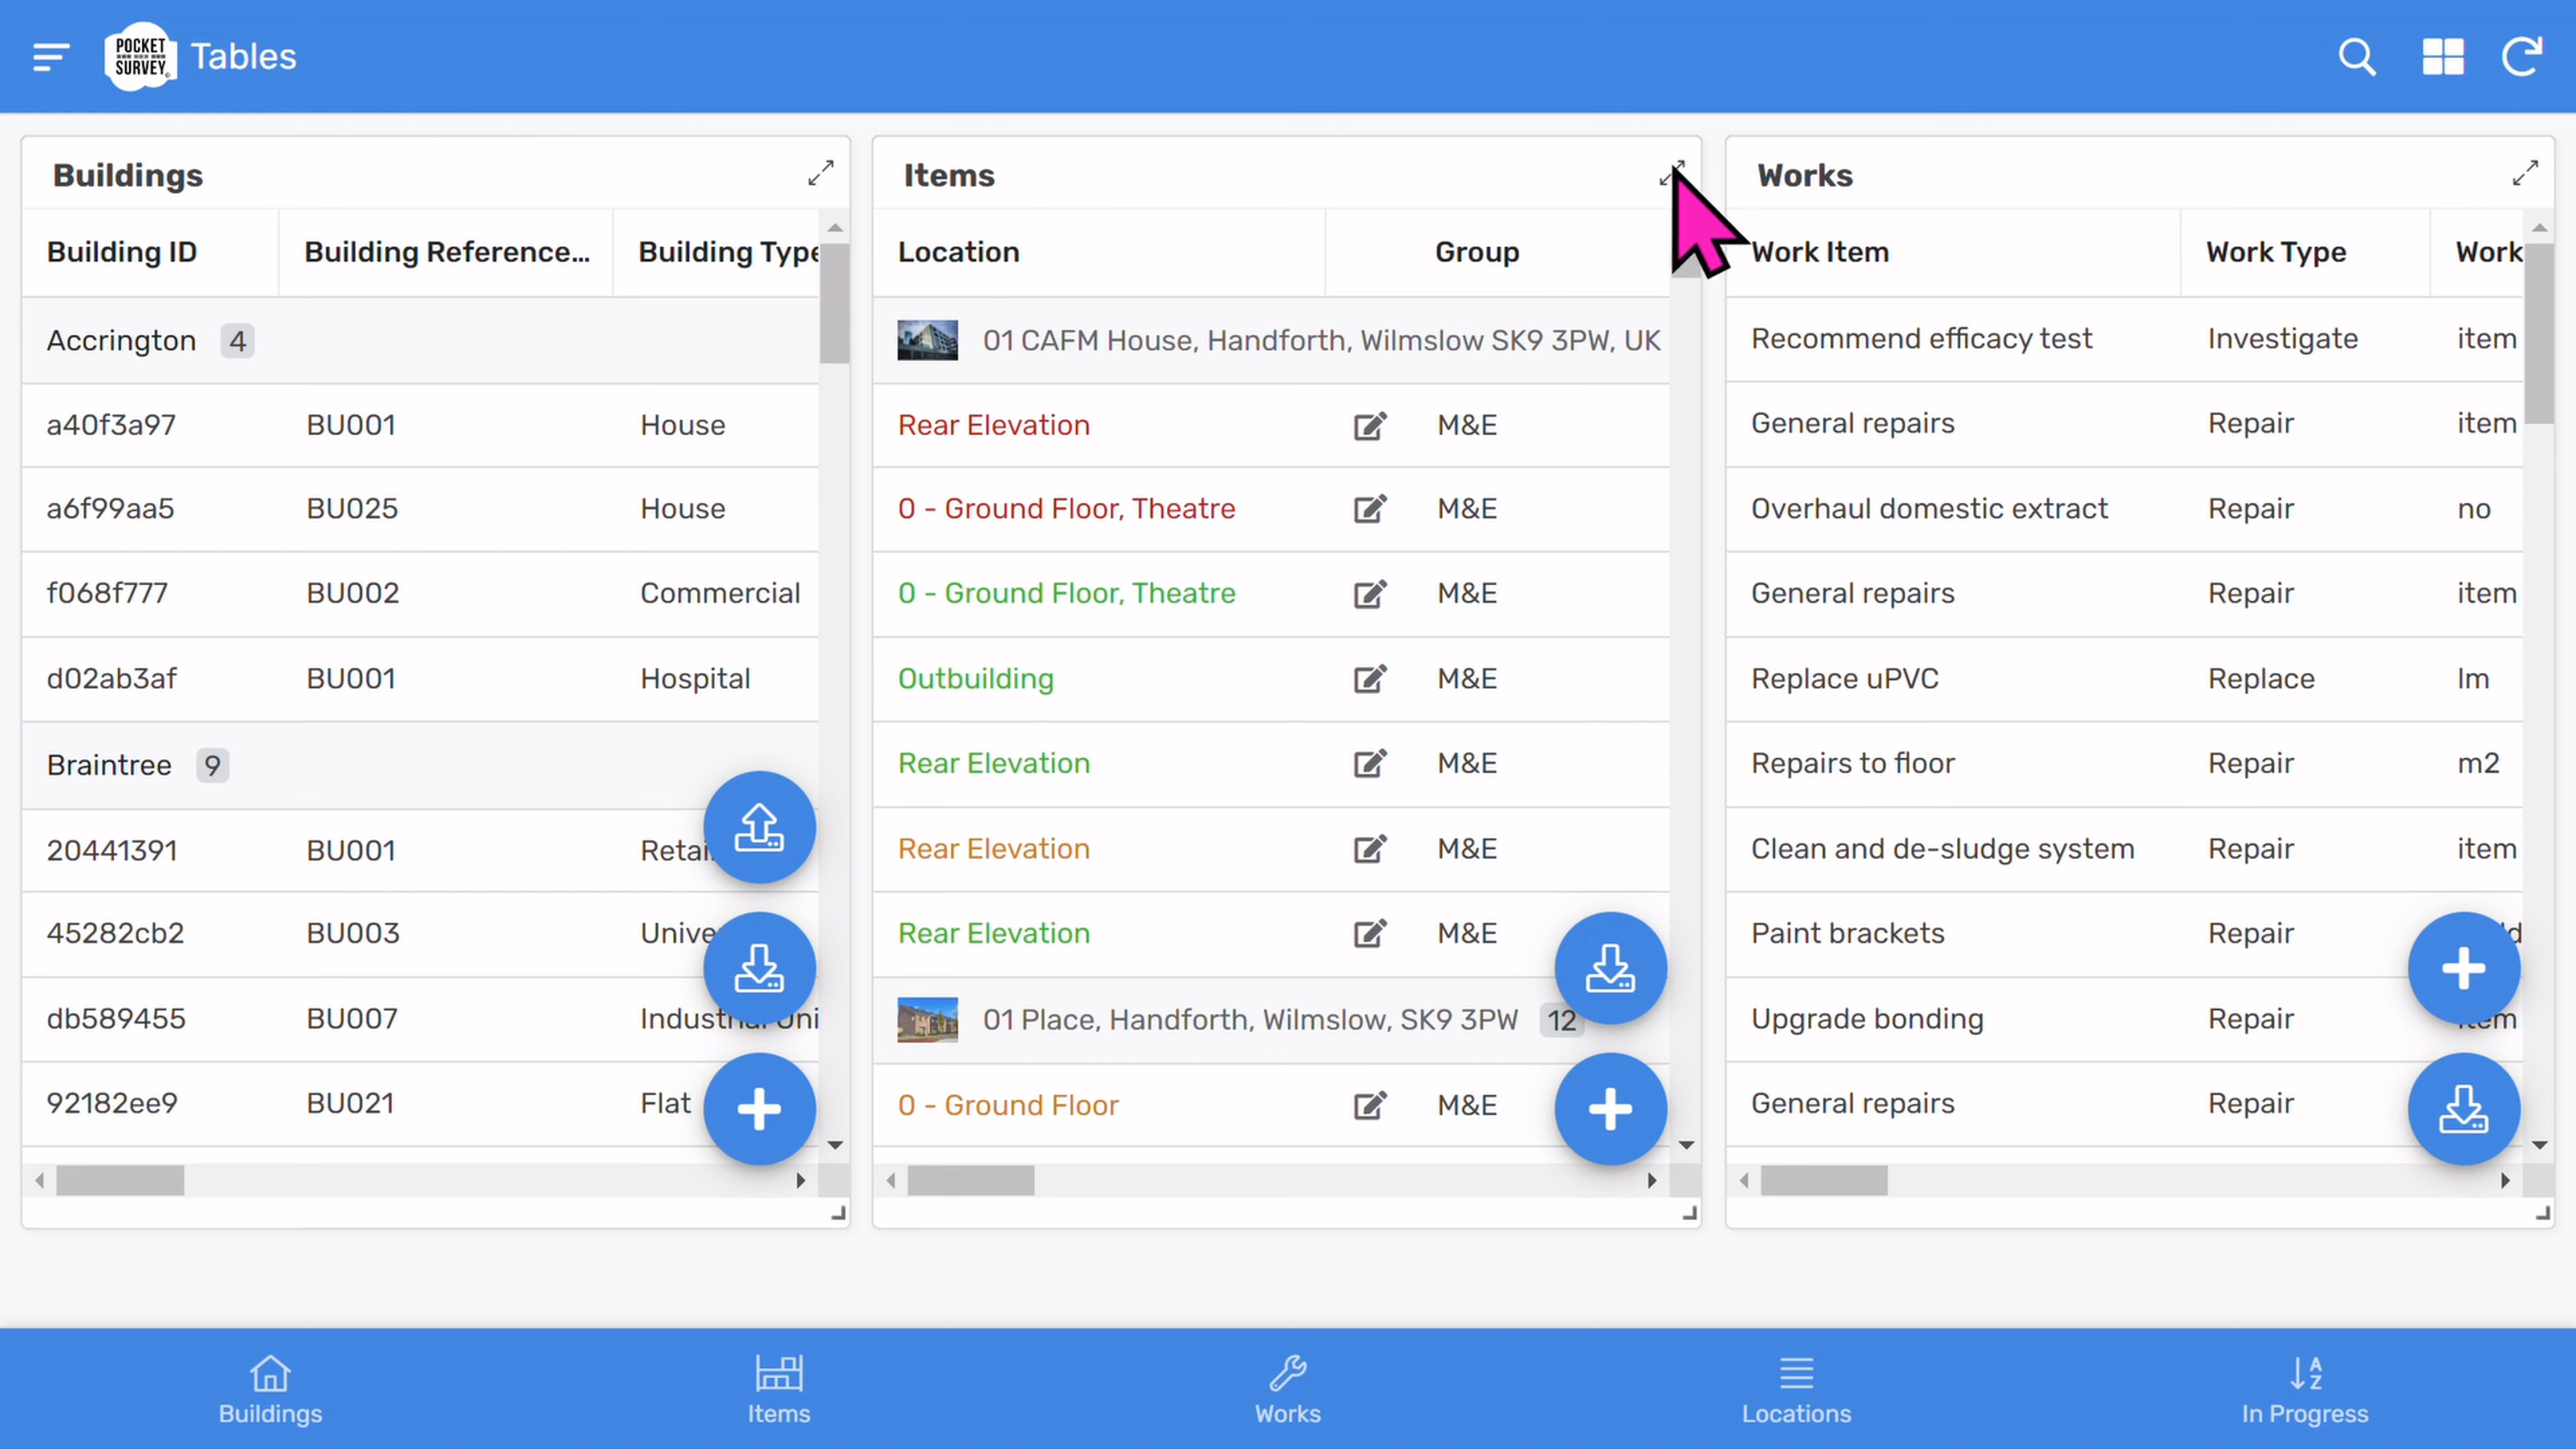 POCKET
SURVEY
Tables
Buildings
Building ID
Building Reference...
Building Type
Accrington 4
a40f3a97 BU001 House
a6f99aa5 BU025 House
f068f777 BU002 Commercial
d02ab3af BU001 Hospital
Braintree 9
20441391 BU001
45282cb2 BU003
db589455 BU007
92182ee9 BU021 Flat
Items
Location Group
01 CAFM House, Handforth, Wilmslow SK9 3PW, UK
Rear Elevation M&E
0 - Ground Floor, Theatre M&E
0 - Ground Floor, Theatre M&E
Outbuilding M&E
Rear Elevation M&E
Rear Elevation M&E
Rear Elevation M&E
01 Place, Handforth, Wilmslow, SK9 3PW 12
0 - Ground Floor M&E
Works
Work Item Work Type Work
Recommend efficacy test Investigate item
General repairs Repair item
Overhaul domestic extract Repair no
General repairs Repair item
Replace uPVC Replace lm
Repairs to floor Repair m2
Clean and de-sludge system Repair item
Paint brackets Repair
Upgrade bonding Repair
General repairs Repair
Buildings
Items
Works
Locations
In Progress